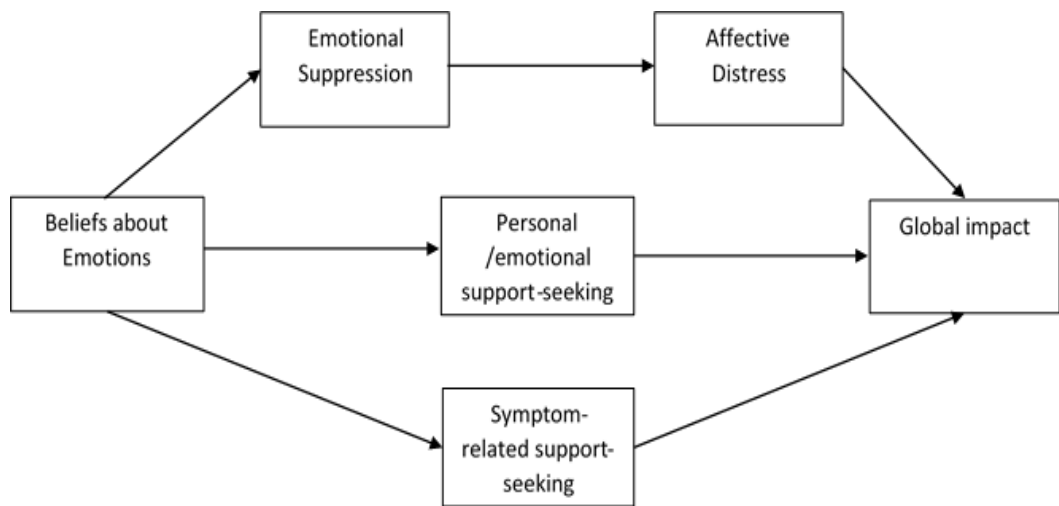 Emotional
Suppression
Affective
Distress
Beliefs about
Emotions
Personal
/emotional
support-seeking
Global impact
Symptom-
related support-
seeking